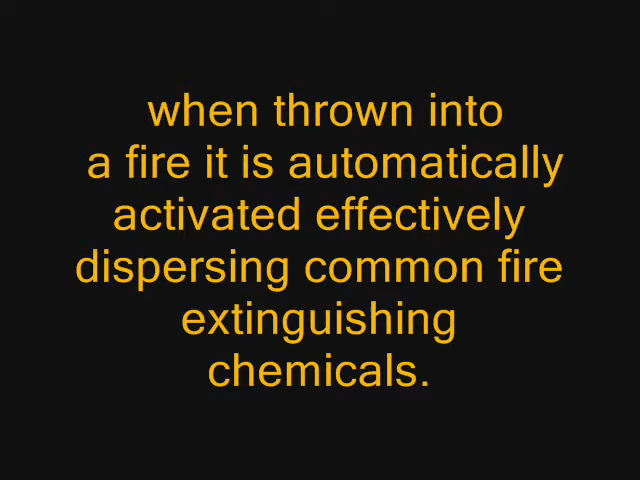 when thrown into
a fire it is automatically
activated effectively
dispersing common fire
extinguishing
chemicals.